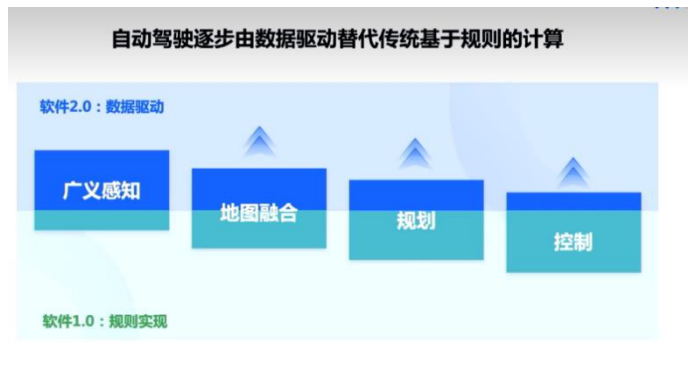 自动驾驶逐步由数据驱动替代传统基于规则的计算
软件2.0：数据驱动
广义感知
地图融合
规划
控制
软件1.0：规则实现